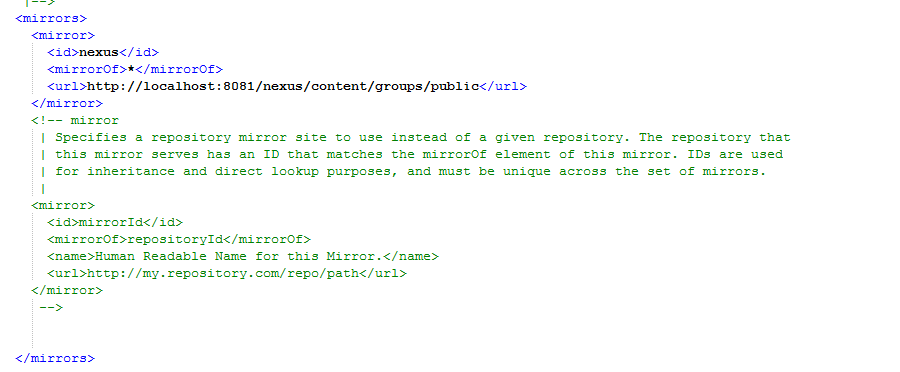 |-->
<mirrors>
<mirror>
<id>nexus</id>
<mirrorOf>*</mirrorOf>
<url>http://localhost:8081/nexus/content/groups/public</url>
</mirror>
<!-- mirror
| Specifies a repository mirror site to use instead of a given repository. The repository that
| this mirror serves has an ID that matches the mirrorOf element of this mirror. IDs are used
| for inheritance and direct lookup purposes, and must be unique across the set of mirrors.
|
<mirror>
<id>mirrorId</id>
<mirrorOf>repositoryId</mirrorOf>
<name>Human Readable Name for this Mirror.</name>
<url>http://my.repository.com/repo/path</url>
</mirror>
-->
</mirrors>